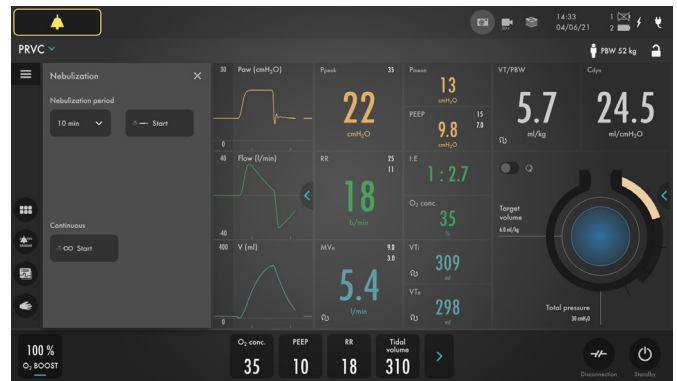 14:33
04/06/21
1
2
PRVC
PBW 52 kg
Nebulization
Nebulization period
10 min
Start
Continuous
Start
30 Paw (cmH₂O)
0
Ppeak 35
22
cmH₂O
Pmean
13
cmH₂O
PEEP 15
7.0
9.8
cmH₂O
VT/PBW
5.7
ml/kg
Cdyn
24.5
ml/cmH₂O
40 Flow (l/min)
-40
RR 25
11
18
b/min
I:E
1 : 2.7
O₂ conc.
35
%
Target
volume
6.0 ml/kg
Total pressure
30 cmH₂O
400 V (ml)
0
MVe 9.0
3.0
5.4
l/min
VTi
309
ml
VTe
298
ml
100 %
O₂ BOOST
O₂ conc.
35
PEEP
10
RR
18
Tidal
volume
310
Disconnection
Standby